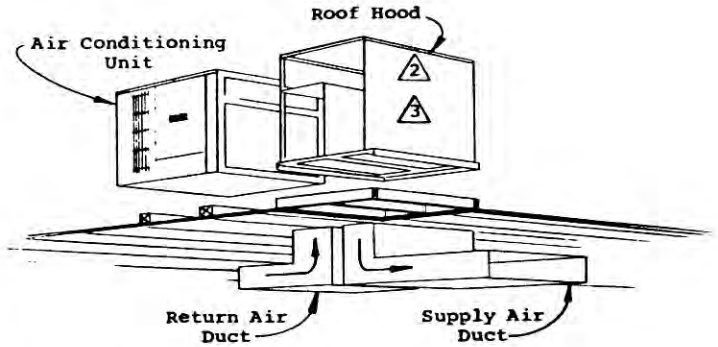 Roof Hood
Air Conditioning
Unit
2
3
Return Air
Duct
Supply Air
Duct